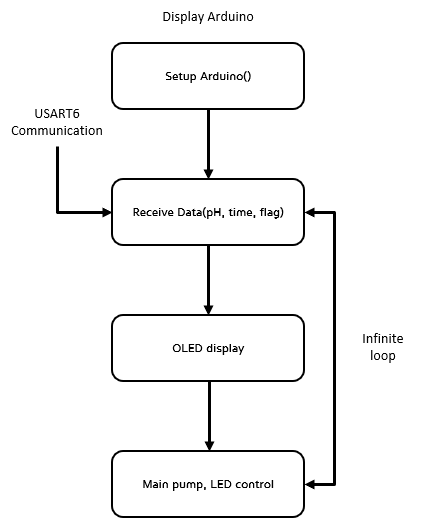 Display Arduino
Setup Arduino()
USART6
Communication
Receive Data(pH, time, flag)
OLED display
Infinite
loop
Main pump, LED control